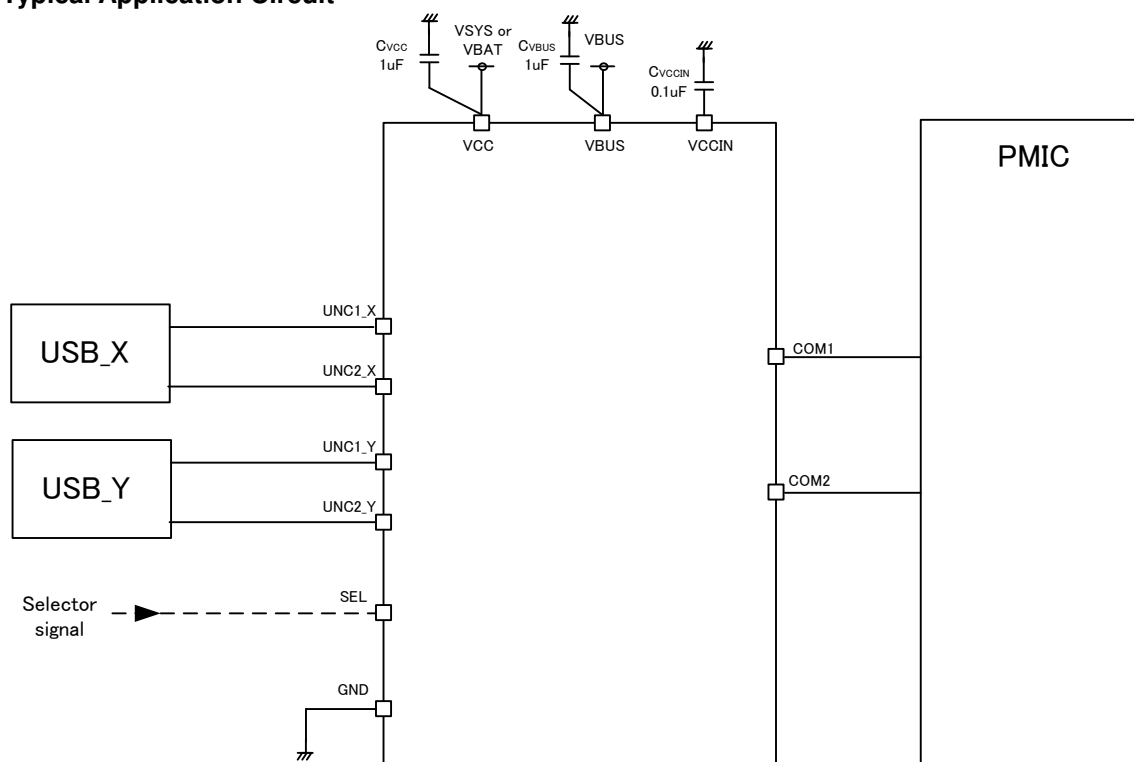 Typical Application Circuit
CVCC
1uF
VSYS or
VBAT
CVBUS
1uF
VBUS
CVCCIN
0.1uF
VCC
VBUS
VCCIN
PMIC
UNC1_X
USB_X
UNC2_X
COM1
UNC1_Y
USB_Y
UNC2_Y
COM2
Selector
signal
SEL
GND